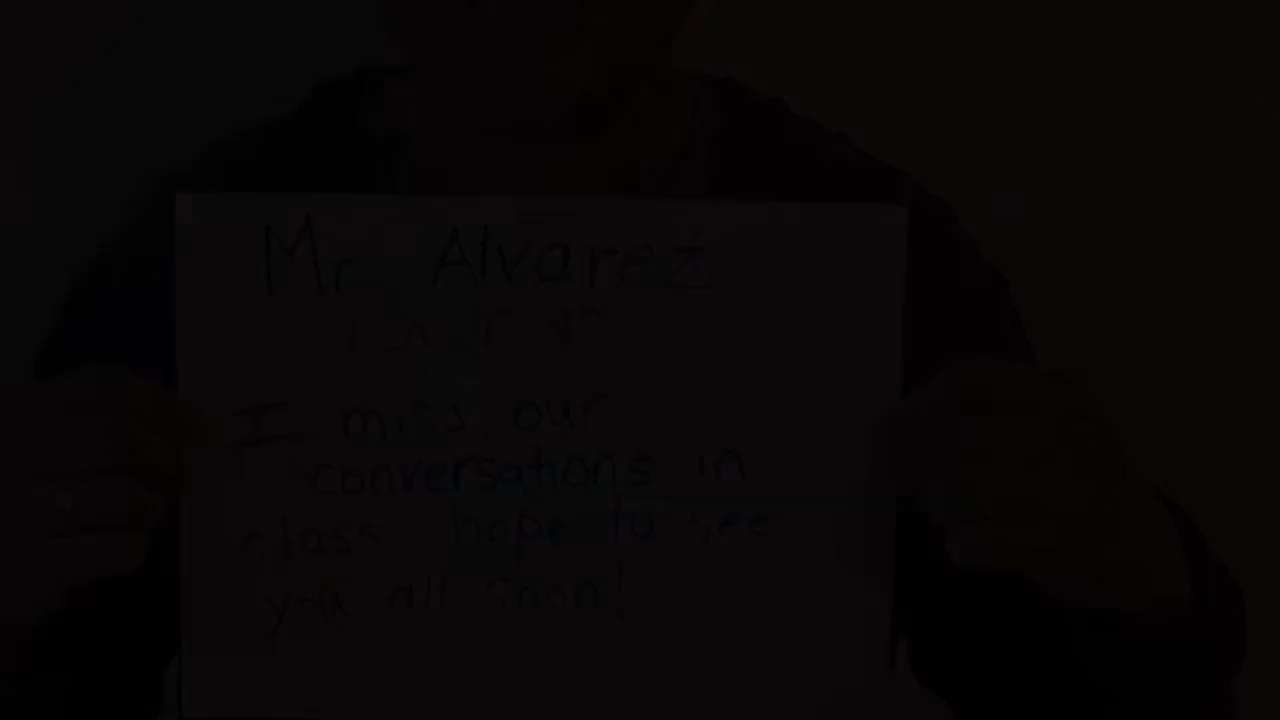 Mr Alvarez
I miss our
conversations in
class hope to see
you all soon!